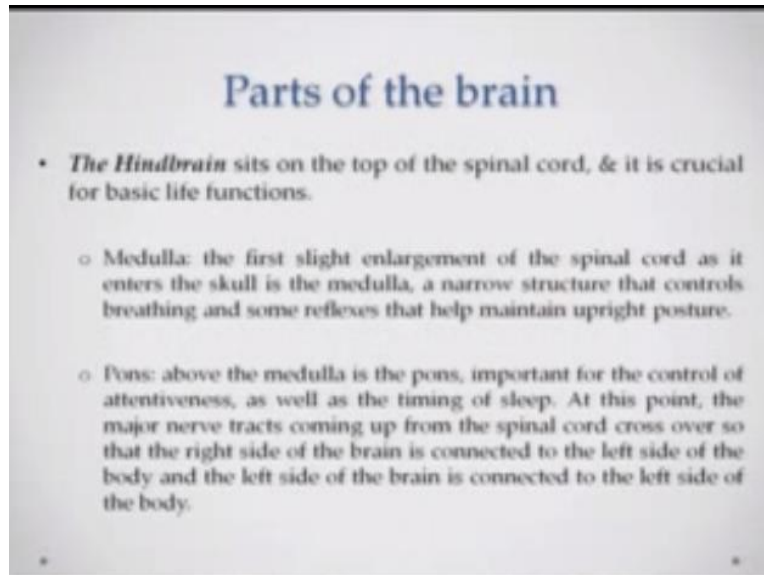 Parts of the brain
• The Hindbrain sits on the top of the spinal cord, & it is crucial
for basic life functions.
o Medulla: the first slight enlargement of the spinal cord as it
enters the skull is the medulla, a narrow structure that controls
breathing and some reflexes that help maintain upright posture.
o Pons: above the medulla is the pons, important for the control of
attentiveness, as well as the timing of sleep. At this point, the
major nerve tracts coming up from the spinal cord cross over so
that the right side of the brain is connected to the left side of the
body and the left side of the brain is connected to the left side of
the body.